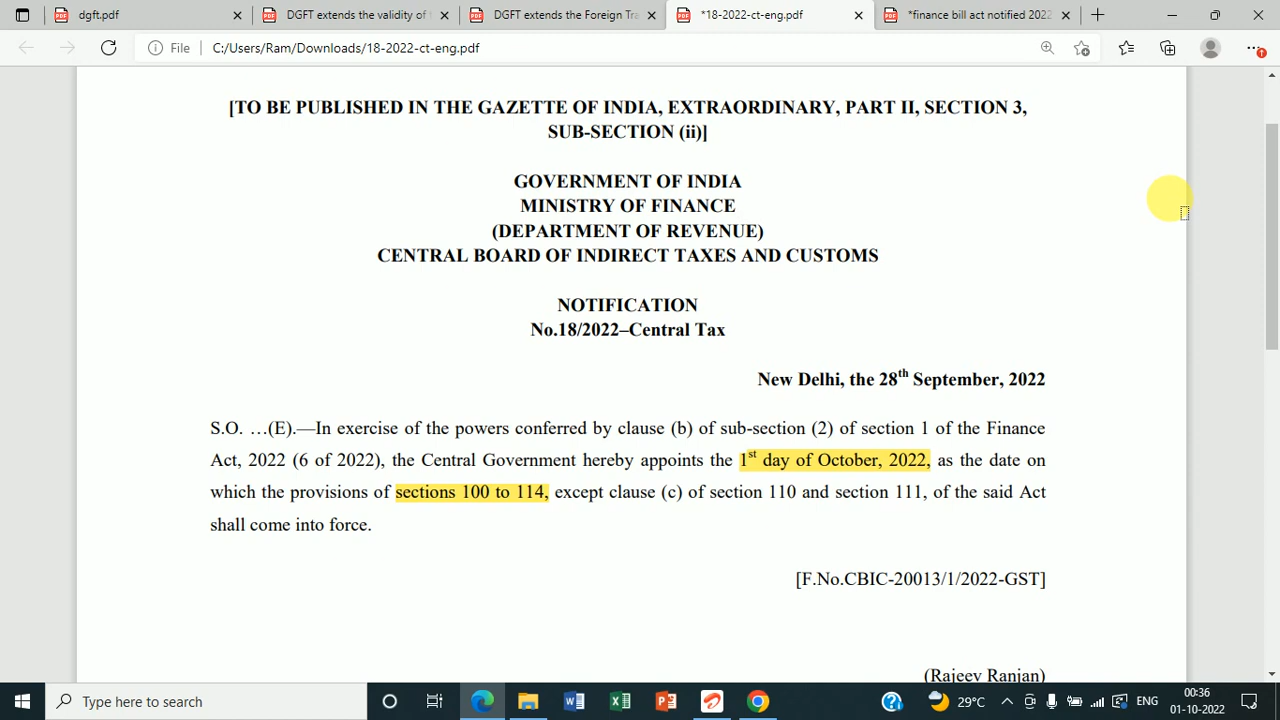 dgft.pdf
DGFT extends the validity of
DGFT extends the Foreign Tra
*18-2022-ct-eng.pdf
*finance bill act notified 2022
File
C:/Users/Ram/Downloads/18-2022-ct-eng.pdf
[TO BE PUBLISHED IN THE GAZETTE OF INDIA, EXTRAORDINARY, PART II, SECTION 3,
SUB-SECTION (ii)]
GOVERNMENT OF INDIA
MINISTRY OF FINANCE
(DEPARTMENT OF REVENUE)
CENTRAL BOARD OF INDIRECT TAXES AND CUSTOMS
NOTIFICATION
No.18/2022–Central Tax
New Delhi, the 28th September, 2022
S.O. …(E).—In exercise of the powers conferred by clause (b) of sub-section (2) of section 1 of the Finance
Act, 2022 (6 of 2022), the Central Government hereby appoints the 1st day of October, 2022, as the date on
which the provisions of sections 100 to 114, except clause (c) of section 110 and section 111, of the said Act
shall come into force.
[F.No.CBIC-20013/1/2022-GST]
(Rajeev Ranjan)
Type here to search
29°C
ENG
00:36
01-10-2022